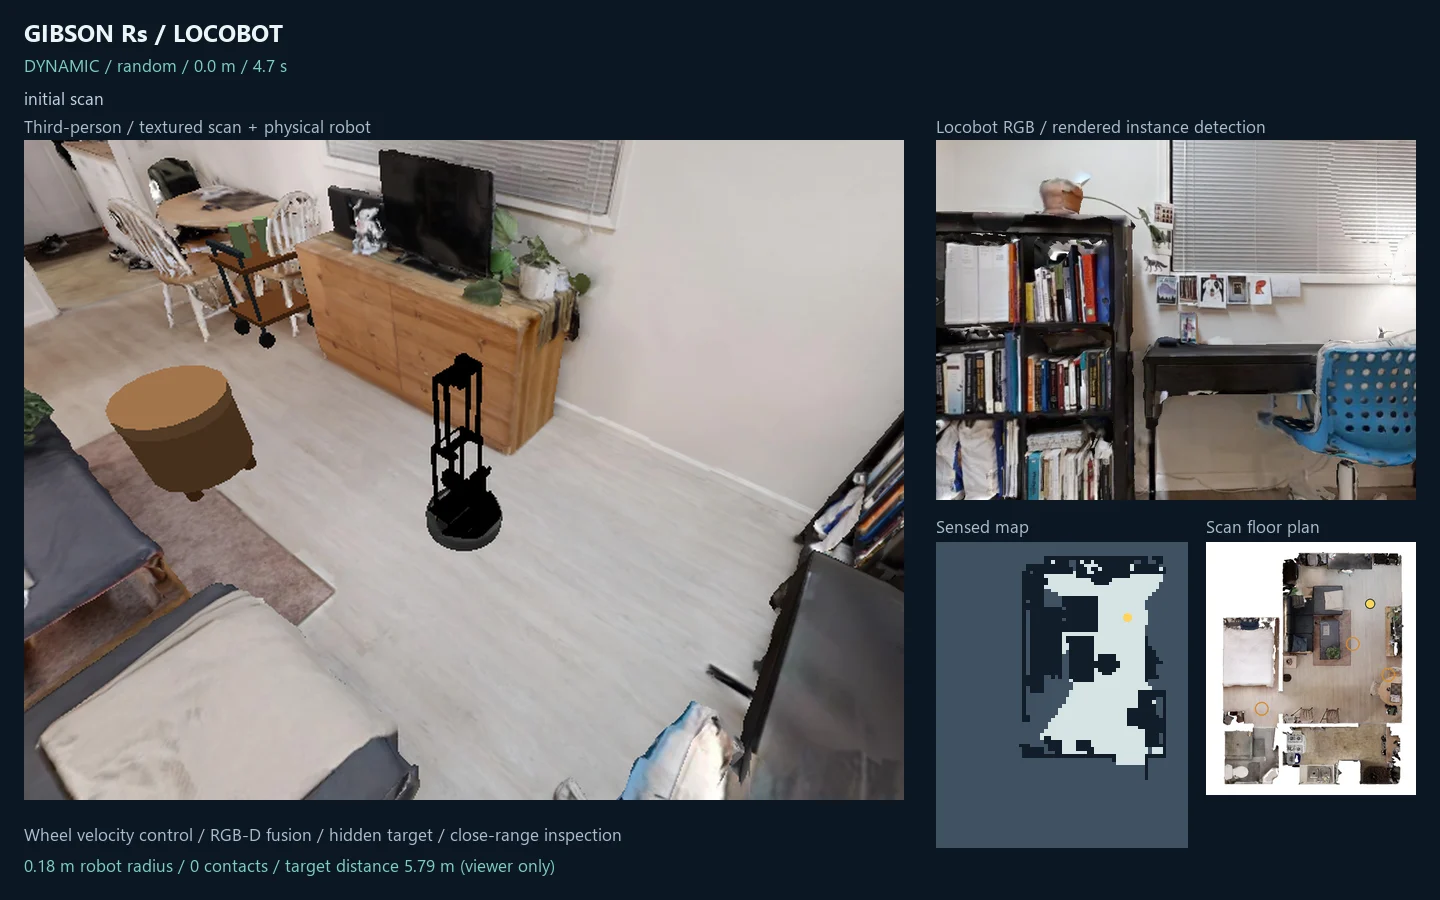 GIBSON Rs / LOCOBOT
DYNAMIC / random / 0.0 m / 4.7 s
initial scan
Third-person / textured scan + physical robot
Locobot RGB / rendered instance detection
Sensed map
Scan floor plan
Wheel velocity control / RGB-D fusion / hidden target / close-range inspection
0.18 m robot radius / 0 contacts / target distance 5.79 m (viewer only)